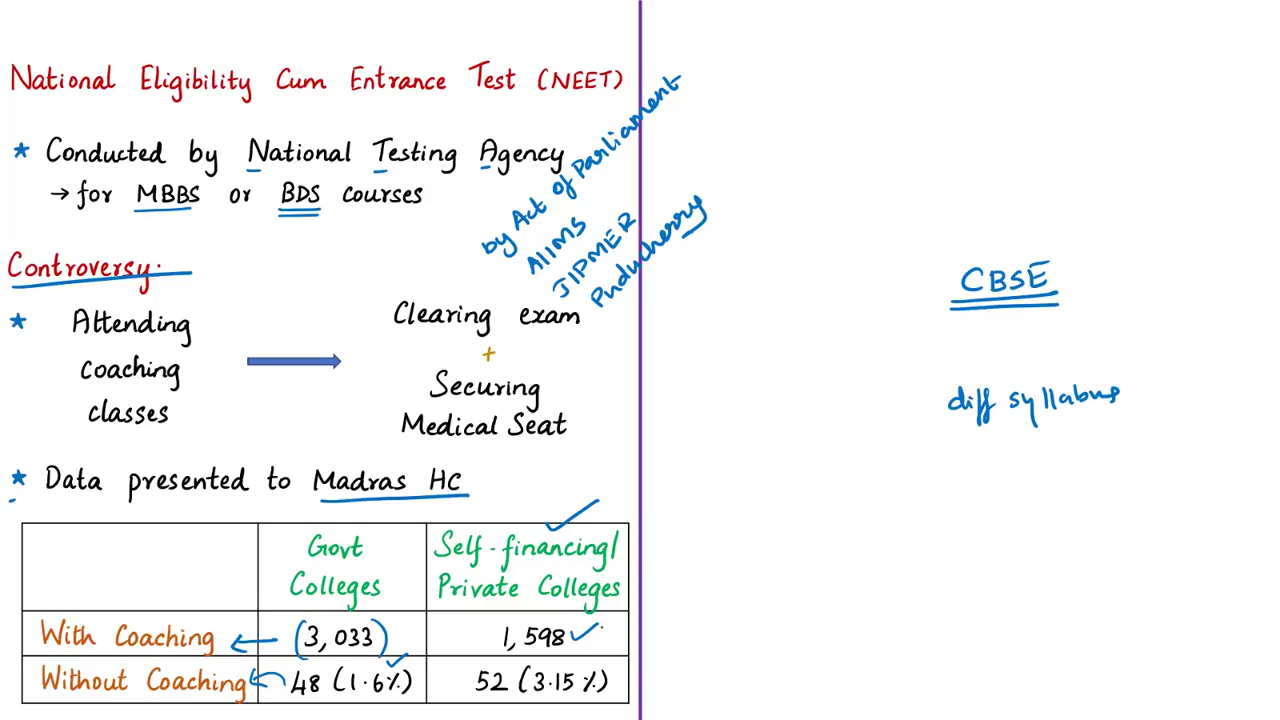 National Eligibility Cum Entrance Test (NEET)
* Conducted by National Testing Agency
→ for MBBS or BDS courses
by Act of Parliament
AIIMS
JIPMER
Puducherry
Controversy.
* Attending
coaching
classes
Clearing exam
+
Securing
Medical Seat
* Data presented to Madras HC
Govt
Colleges
Self-financing/
Private Colleges
With Coaching
(3,033)
1,598
Without Coaching
48 (1.6%)
52 (3.15%)
CBSE
diff syllabus